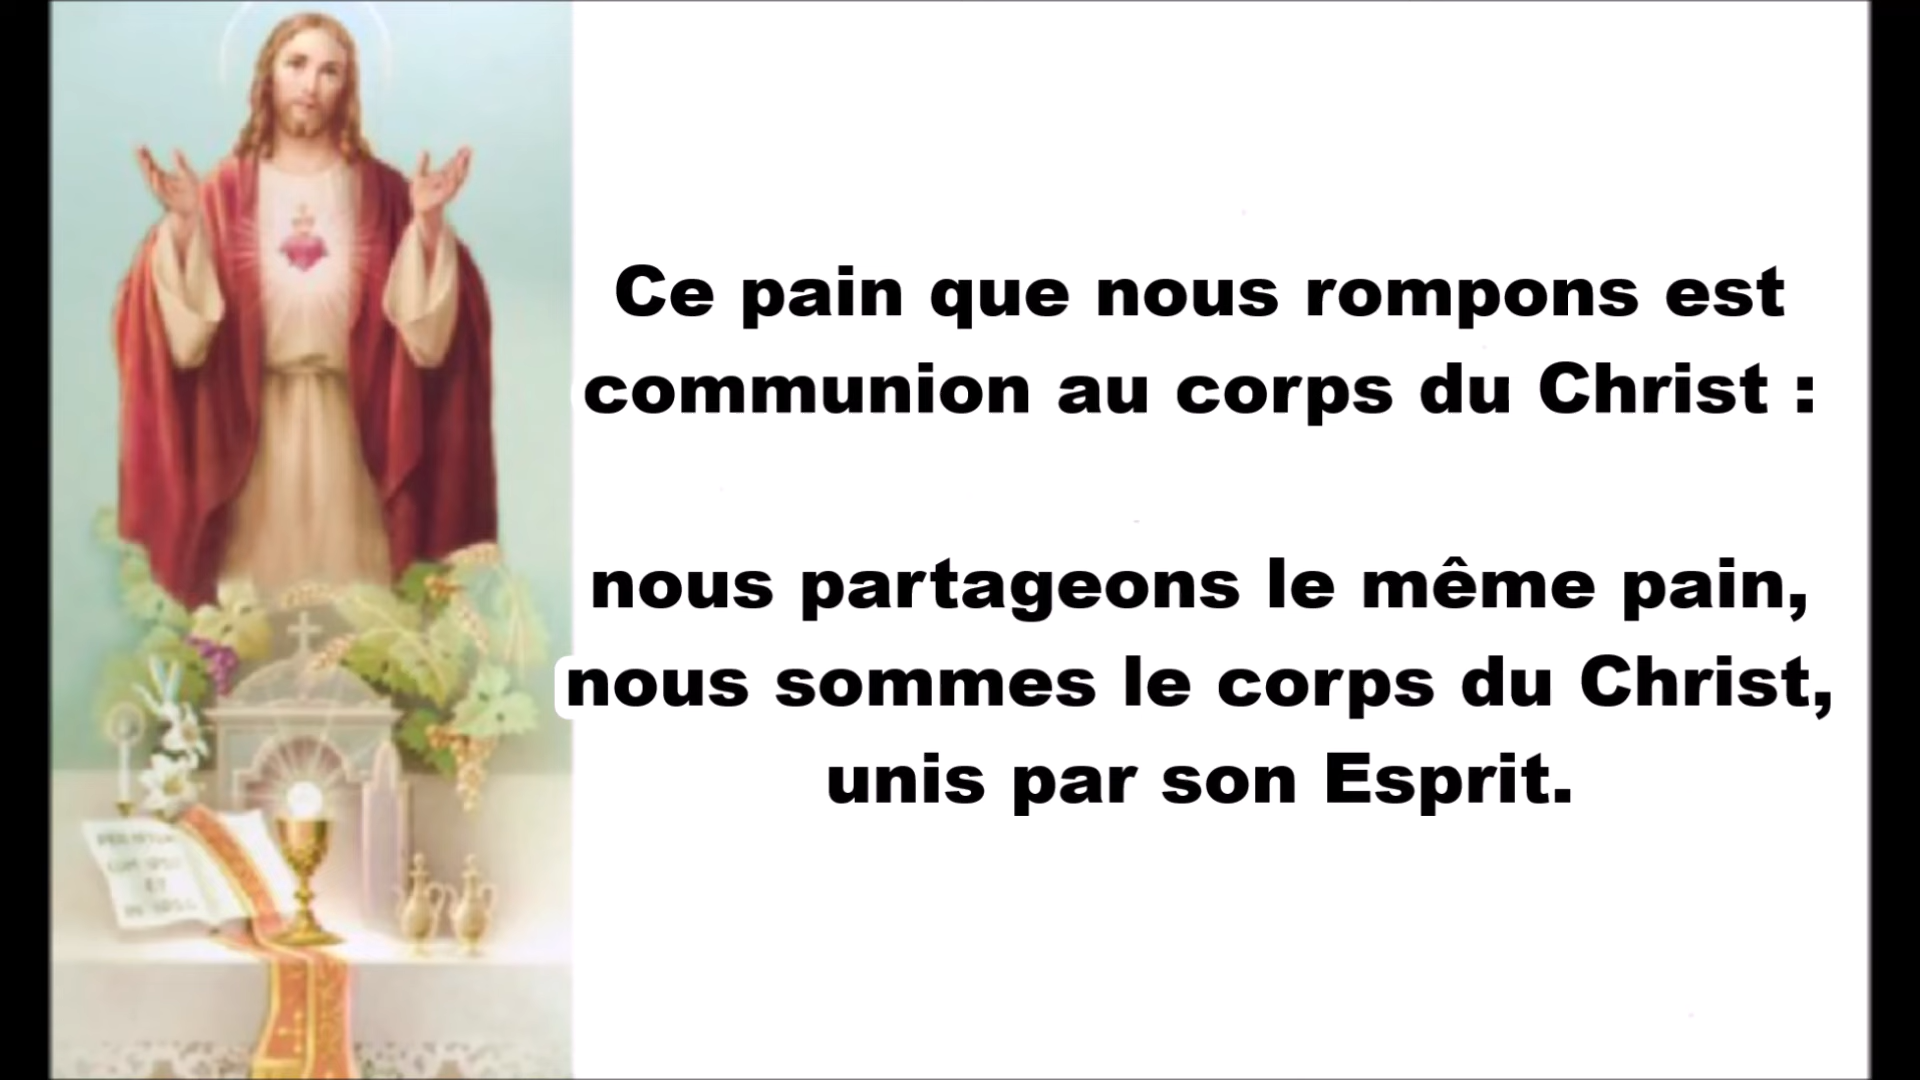 Ce pain que nous rompons est
communion au corps du Christ :
nous partageons le même pain,
nous sommes le corps du Christ,
unis par son Esprit.
ET